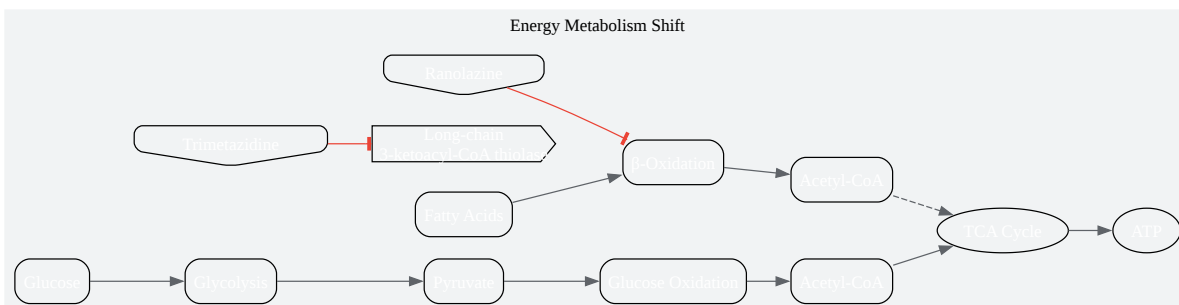 Energy Metabolism Shift
Ranolazine
Trimetazidine
Long-chain
3-ketoacyl-CoA thiolase
β-Oxidation
Acetyl-CoA
Fatty Acids
TCA Cycle
ATP
Glucose
Glycolysis
Pyruvate
Glucose Oxidation
Acetyl-CoA